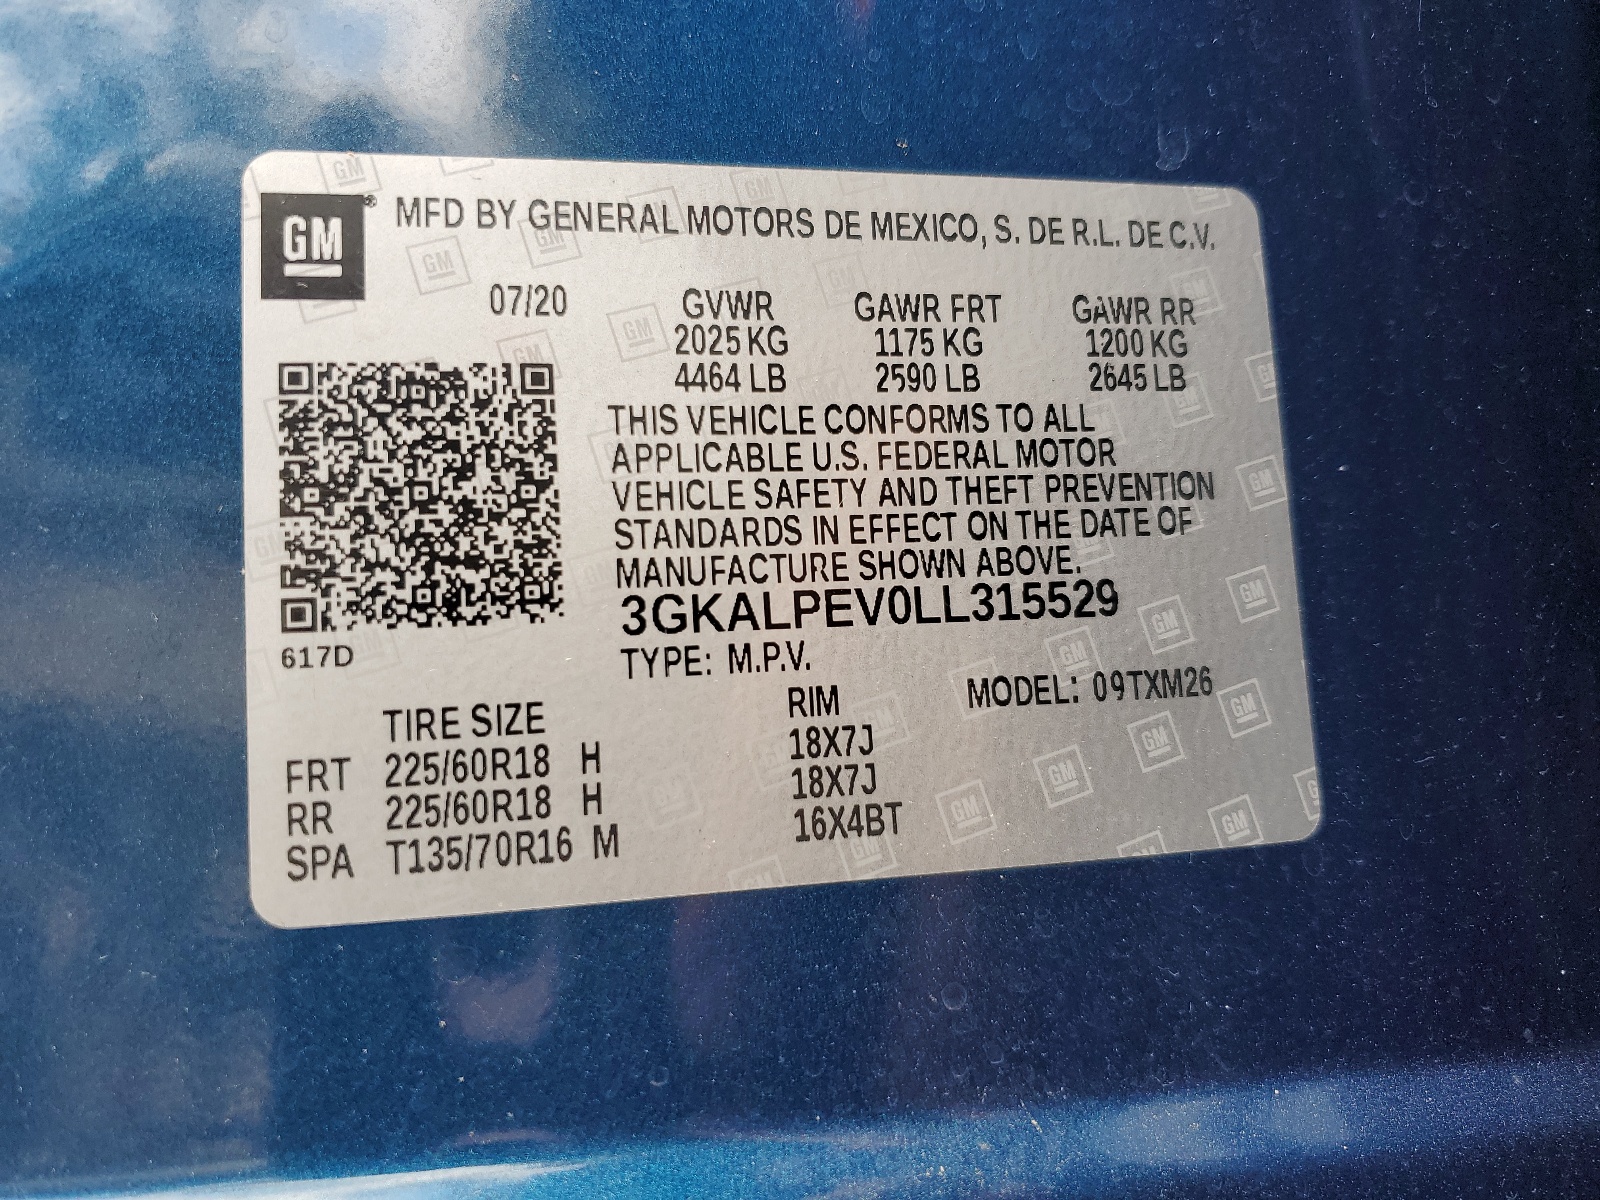 GM® MFD BY GENERAL MOTORS DE MEXICO, S. DE R.L. DE C.V.
07/20 GVWR GAWR FRT GAWR RR
2025 KG 1175 KG 1200 KG
4464 LB 2590 LB 2645 LB
THIS VEHICLE CONFORMS TO ALL
APPLICABLE U.S. FEDERAL MOTOR
VEHICLE SAFETY AND THEFT PREVENTION
STANDARDS IN EFFECT ON THE DATE OF
MANUFACTURE SHOWN ABOVE.
3GKALPEV0LL315529
617D
TYPE: M.P.V.
MODEL: 09TXM26
TIRE SIZE RIM
FRT 225/60R18 H 18X7J
RR 225/60R18 H 18X7J
SPA T135/70R16 M 16X4BT